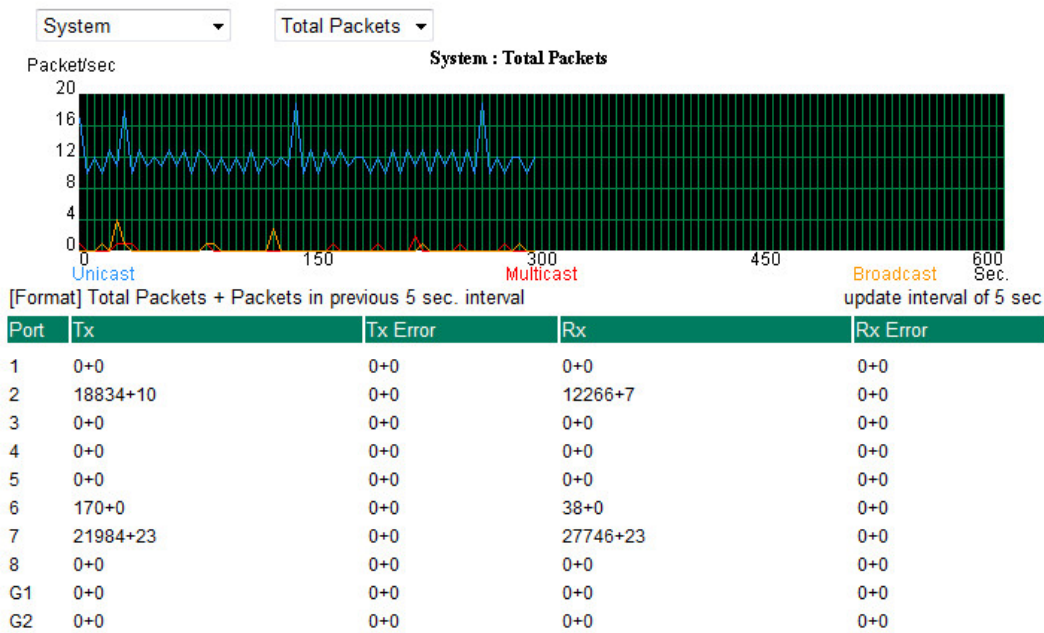 System Total Packets
System : Total Packets
Packet/sec
20
16
12
8
4
0
0 150 300 450 600
Unicast Multicast Broadcast Sec.
[Format] Total Packets + Packets in previous 5 sec. interval update interval of 5 sec
Port Tx Tx Error Rx Rx Error
1 0+0 0+0 0+0 0+0
2 18834+10 0+0 12266+7 0+0
3 0+0 0+0 0+0 0+0
4 0+0 0+0 0+0 0+0
5 0+0 0+0 0+0 0+0
6 170+0 0+0 38+0 0+0
7 21984+23 0+0 27746+23 0+0
8 0+0 0+0 0+0 0+0
G1 0+0 0+0 0+0 0+0
G2 0+0 0+0 0+0 0+0